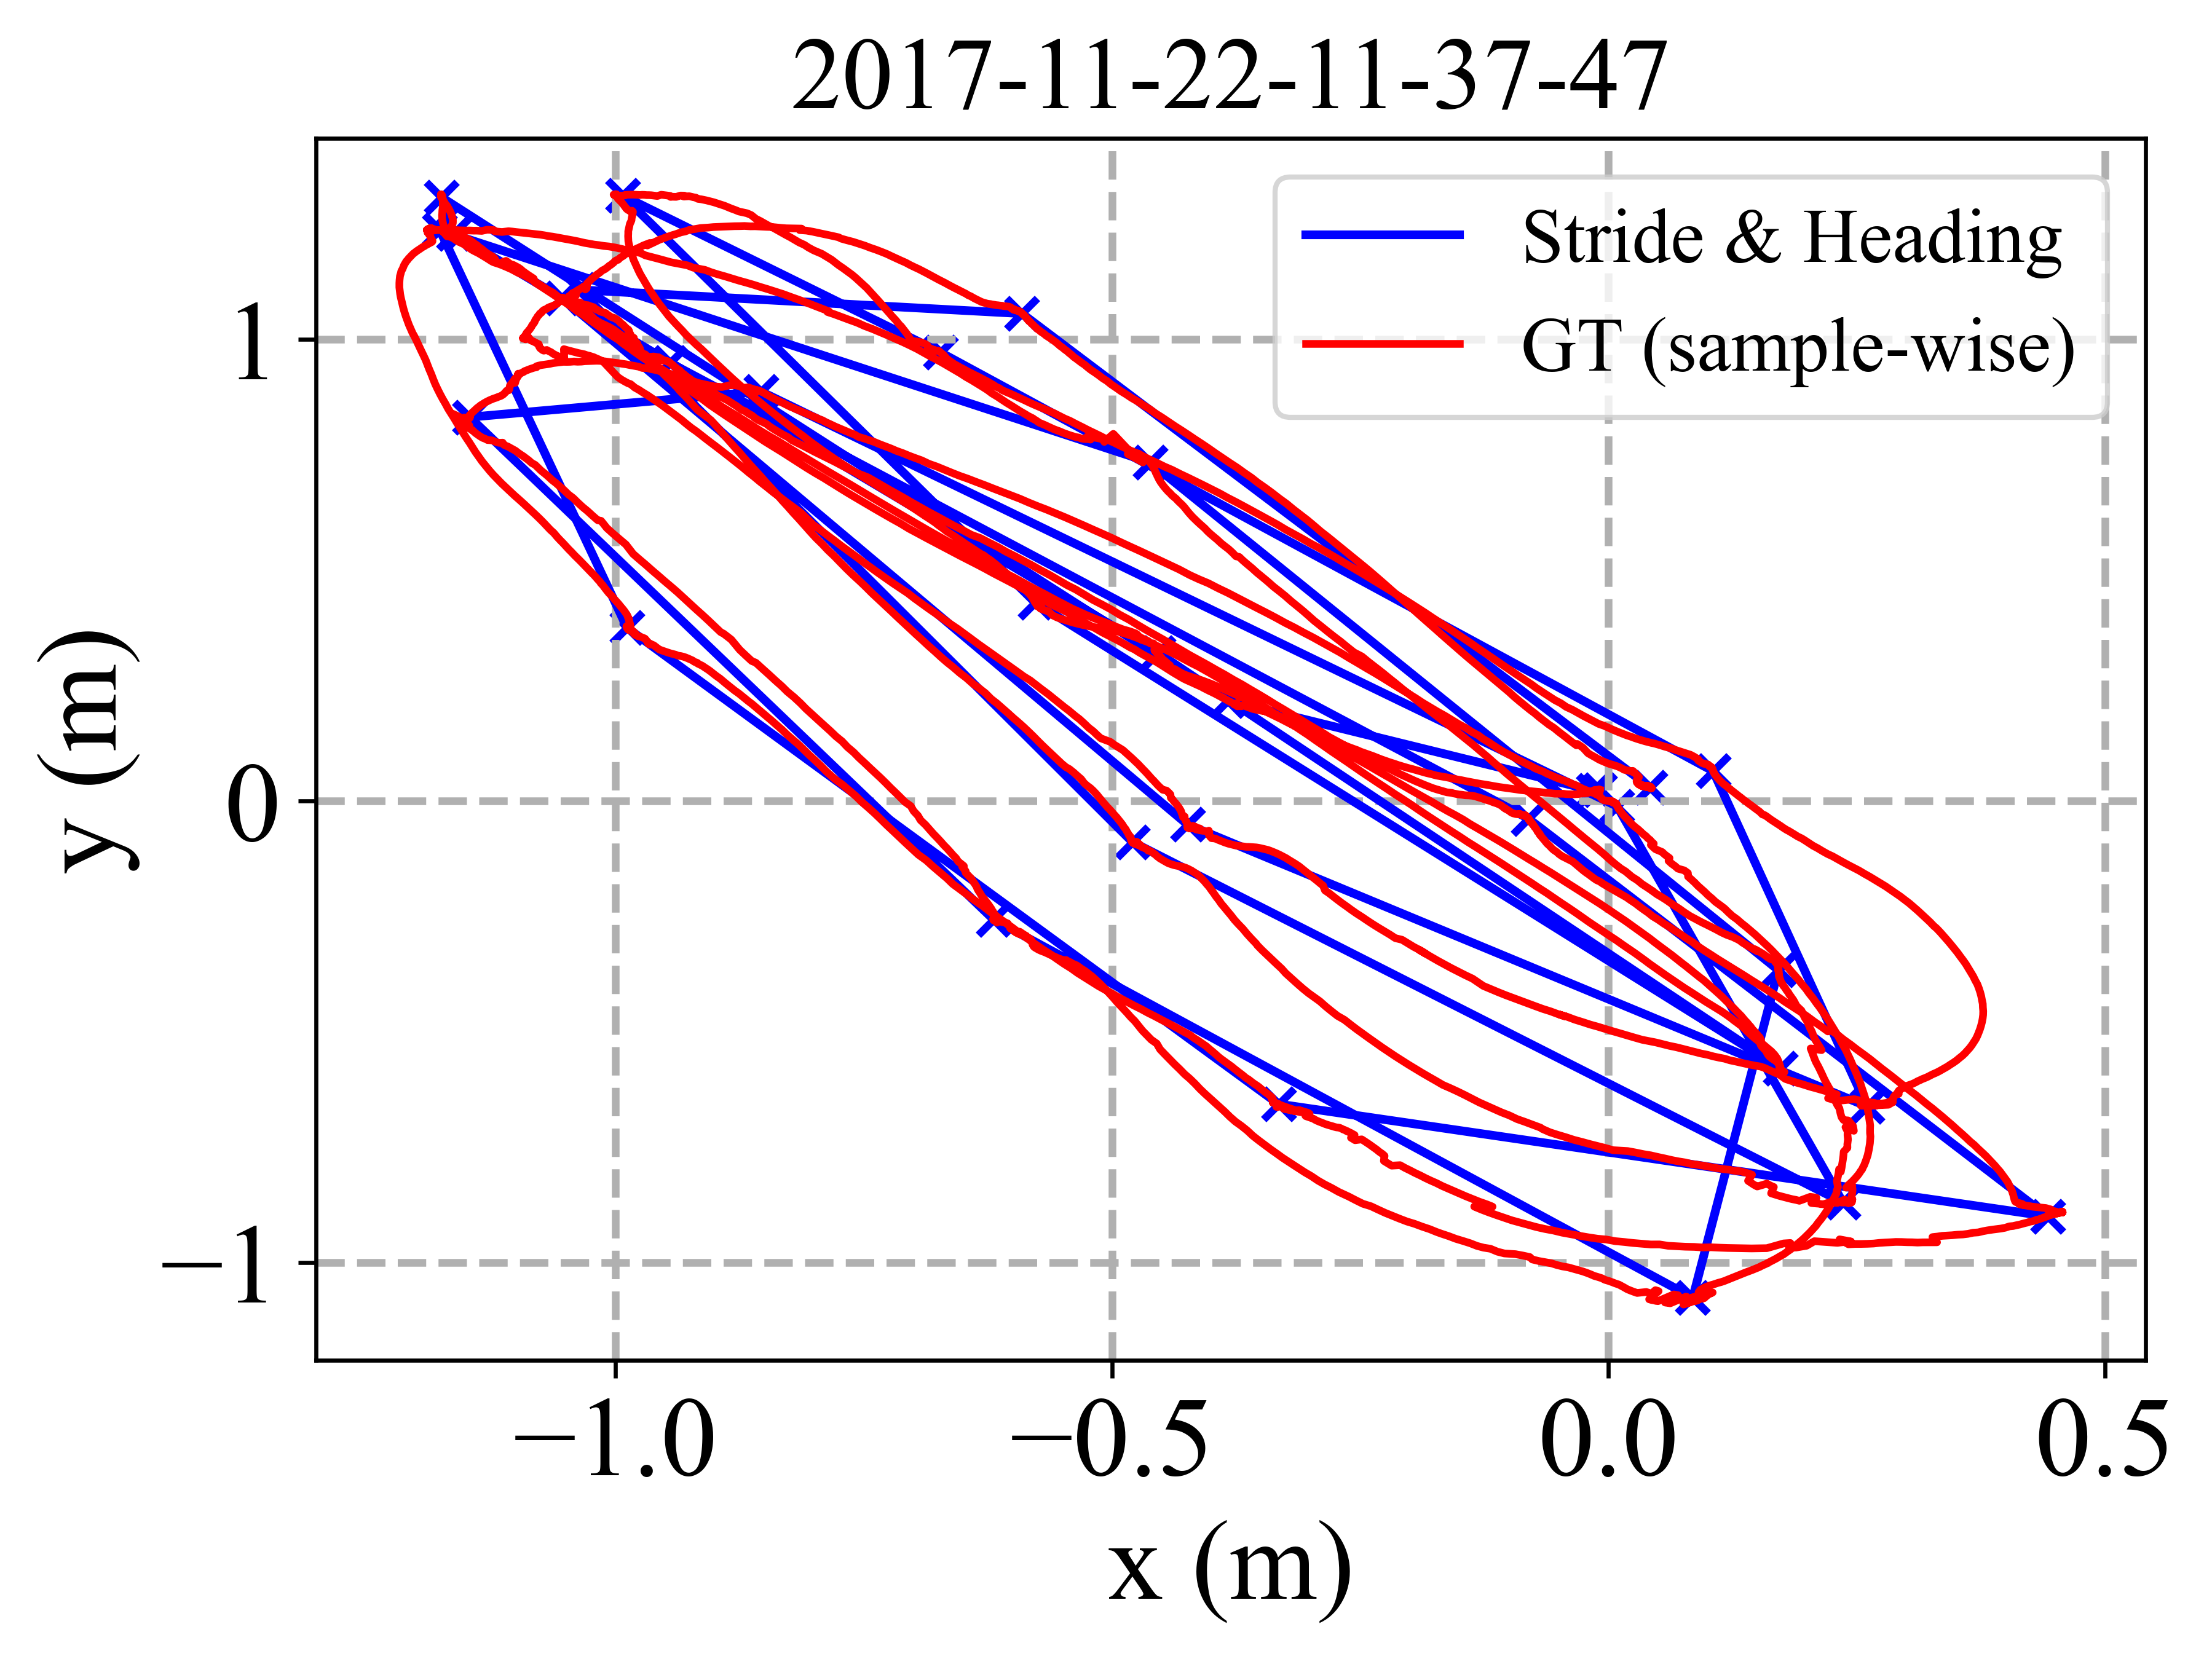 2017-11-22-11-37-47
Stride & Heading
GT (sample-wise)
y (m)
1
0
−1
−1.0
−0.5
0.0
0.5
x (m)